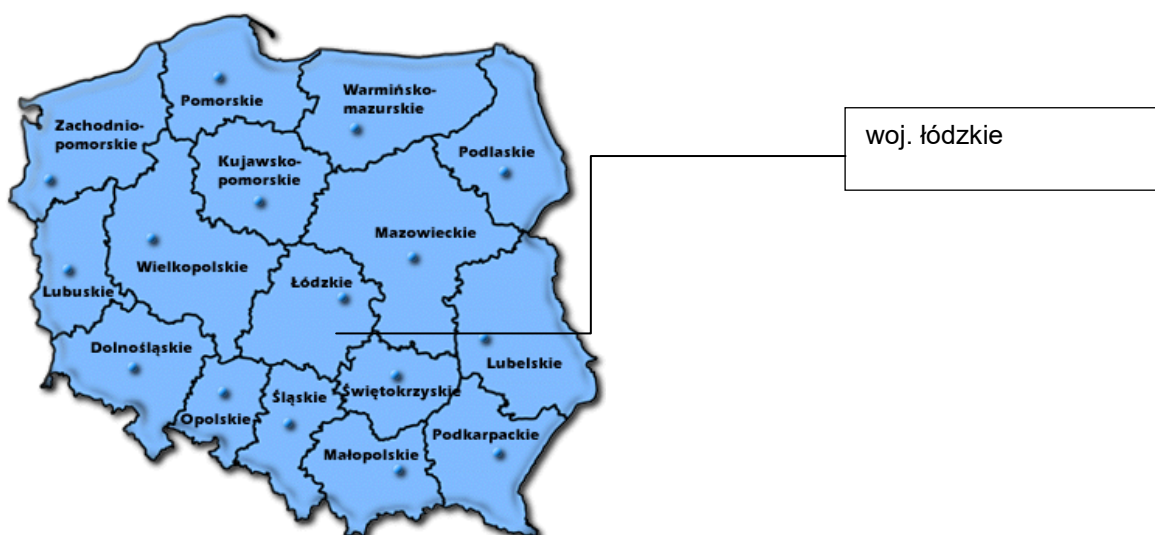 Pomorskie
Warmińsko-
mazurskie
Zachodnio-
pomorskie
Kujawsko-
pomorskie
Podlaskie
woj. łódzkie
Mazowieckie
Wielkopolskie
Łódzkie
Lubuskie
Dolnośląskie
Lubelskie
Opolskie
Śląskie
Świętokrzyskie
Podkarpackie
Małopolskie